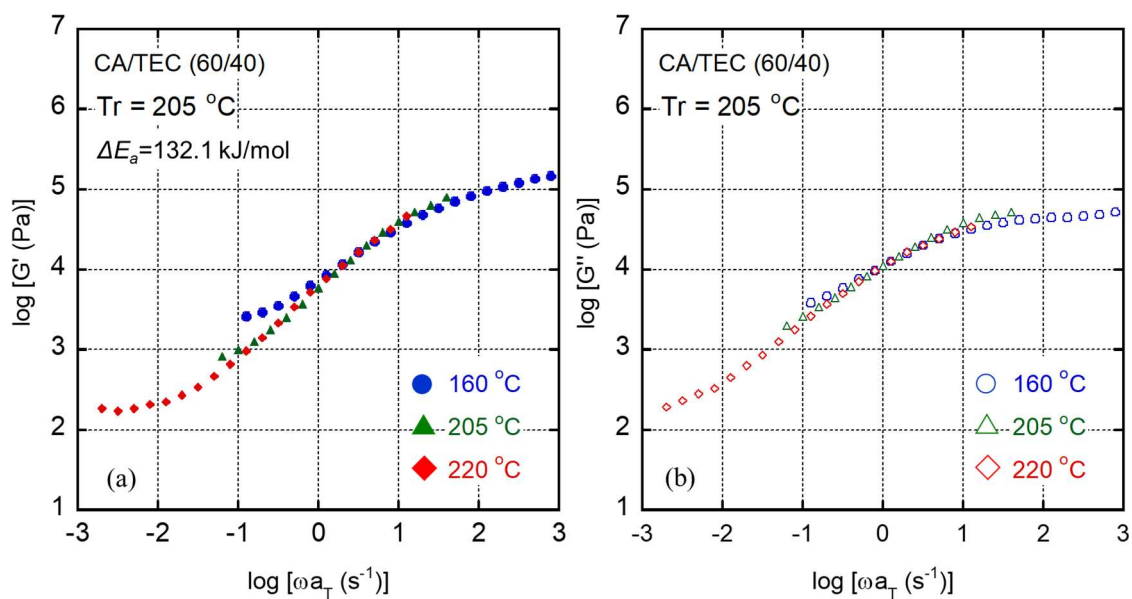 7
CA/TEC (60/40)
6
Tr = 205 °C
ΔEa=132.1 kJ/mol
5
log [G' (Pa)]
4
3
160 °C
205 °C
2
220 °C
(a)
1
-3 -2 -1 0 1 2 3
log [ωaT (s-1)]
7
CA/TEC (60/40)
6
Tr = 205 °C
5
log [G'' (Pa)]
4
3
160 °C
205 °C
2
220 °C
(b)
1
-3 -2 -1 0 1 2 3
log [ωaT (s-1)]